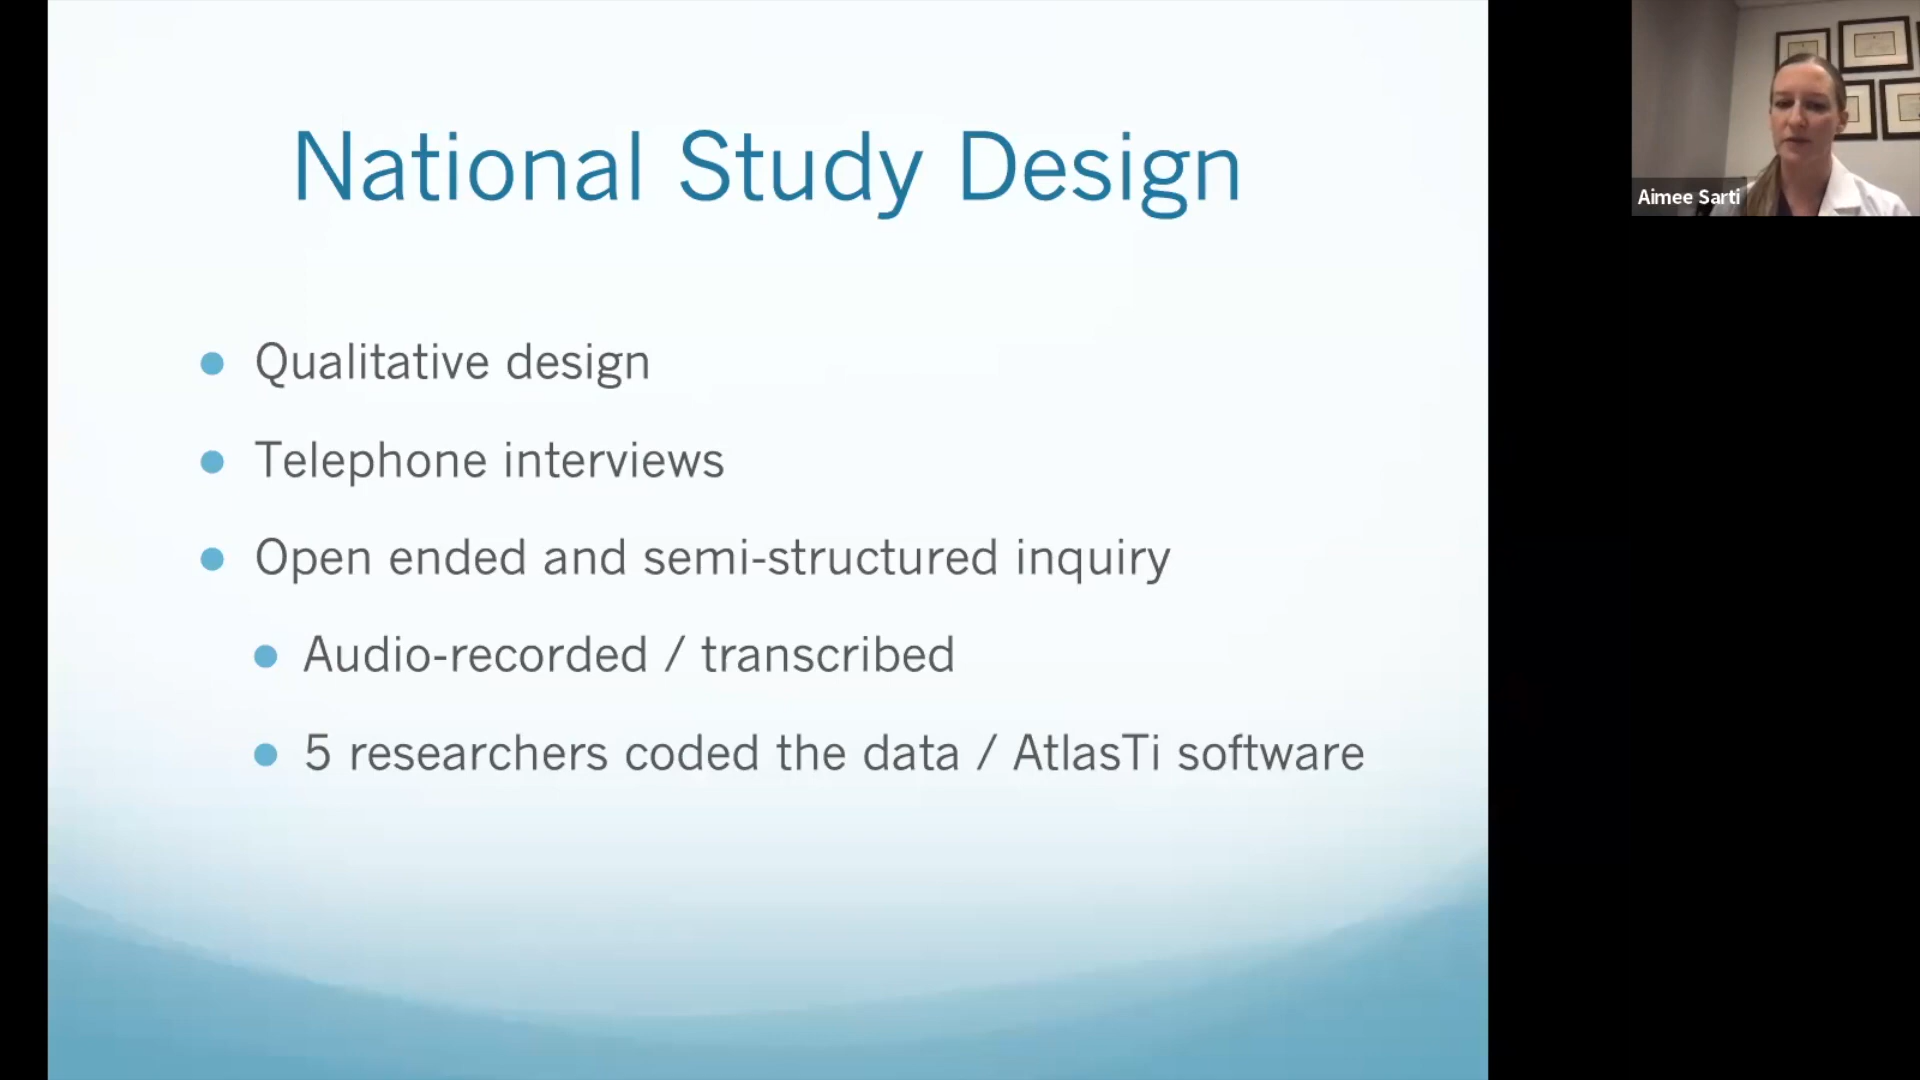 National Study Design
Qualitative design
Telephone interviews
Open ended and semi-structured inquiry
Audio-recorded / transcribed
5 researchers coded the data / AtlasTi software
Aimee Sarti